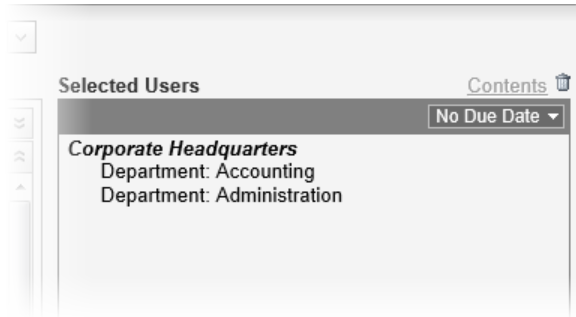 Selected Users Contents
No Due Date
Corporate Headquarters
Department: Accounting
Department: Administration